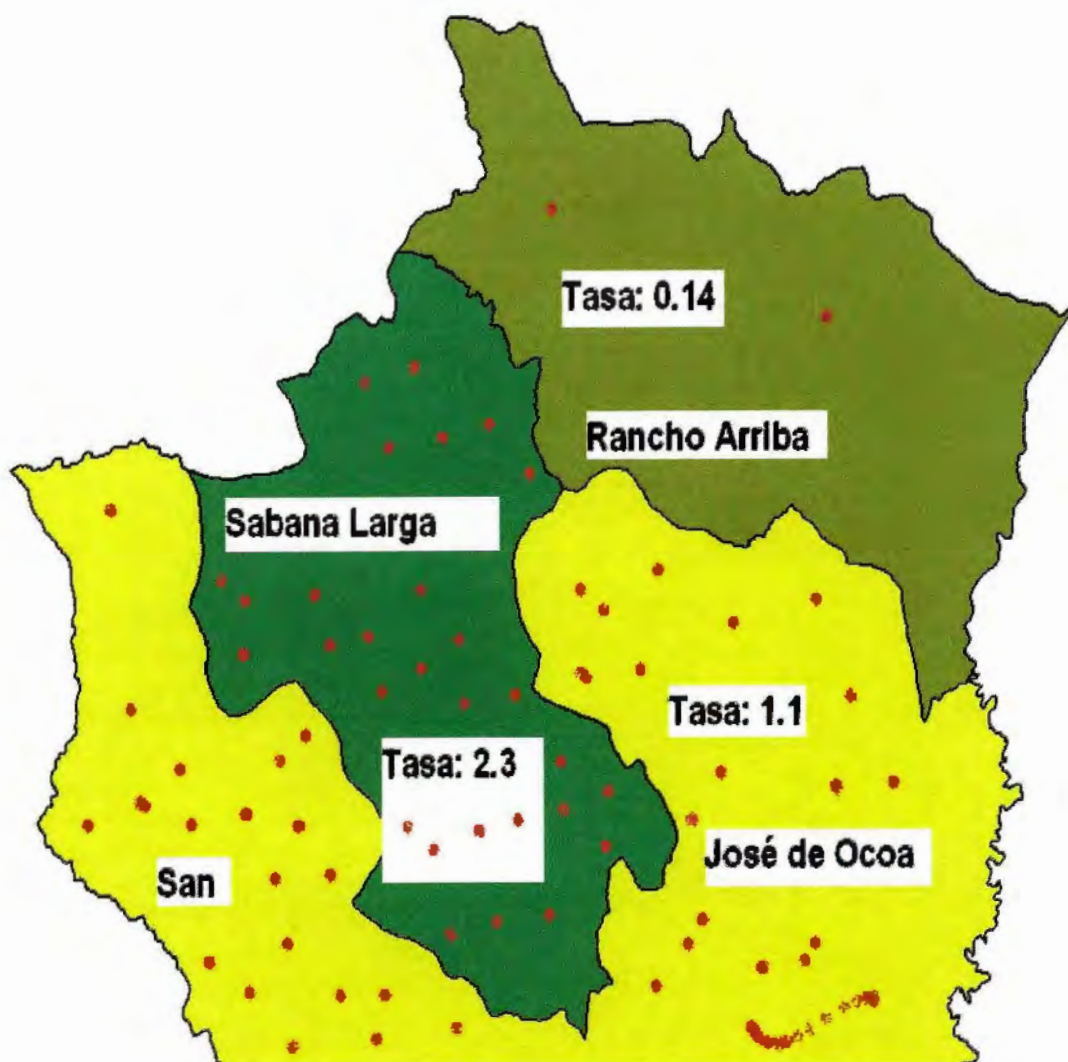 Tasa: 0.14
Rancho Arriba
Sabana Larga
Tasa: 1.1
Tasa: 2.3
San
José de Ocoa